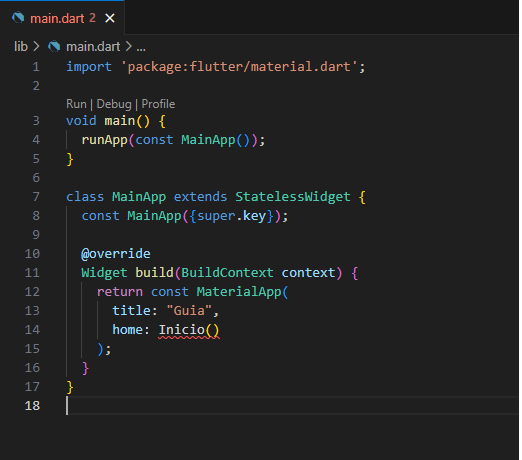 main.dart 2 ×
lib > main.dart > ...
1 import 'package:flutter/material.dart';
2
Run | Debug | Profile
3 void main() {
4   runApp(const MainApp());
5 }
6
7 class MainApp extends StatelessWidget {
8   const MainApp({super.key});
9
10   @override
11   Widget build(BuildContext context) {
12     return const MaterialApp(
13       title: "Guia",
14       home: Inicio()
15     );
16   }
17 }
18